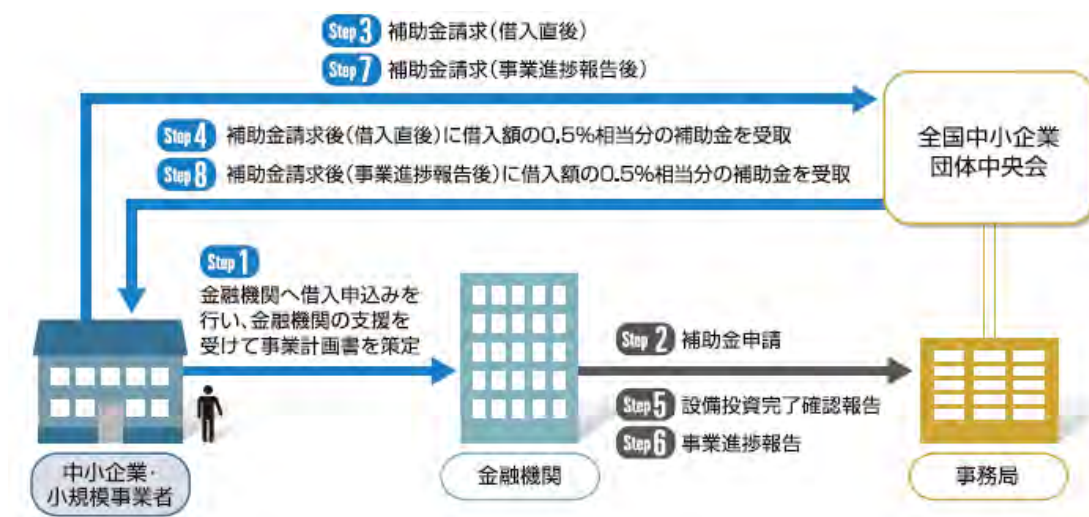 Step 3 補助金請求(借入直後)
Step 7 補助金請求(事業進捗報告後)
Step 4 補助金請求後(借入直後)に借入額の0.5%相当分の補助金を受取
Step 8 補助金請求後(事業進捗報告後)に借入額の0.5%相当分の補助金を受取
全国中小企業
団体中央会
Step 1
金融機関へ借入申込みを
行い、金融機関の支援を
受けて事業計画書を策定
Step 2 補助金申請
Step 5 設備投資完了確認報告
Step 6 事業進捗報告
中小企業・
小規模事業者
金融機関
事務局